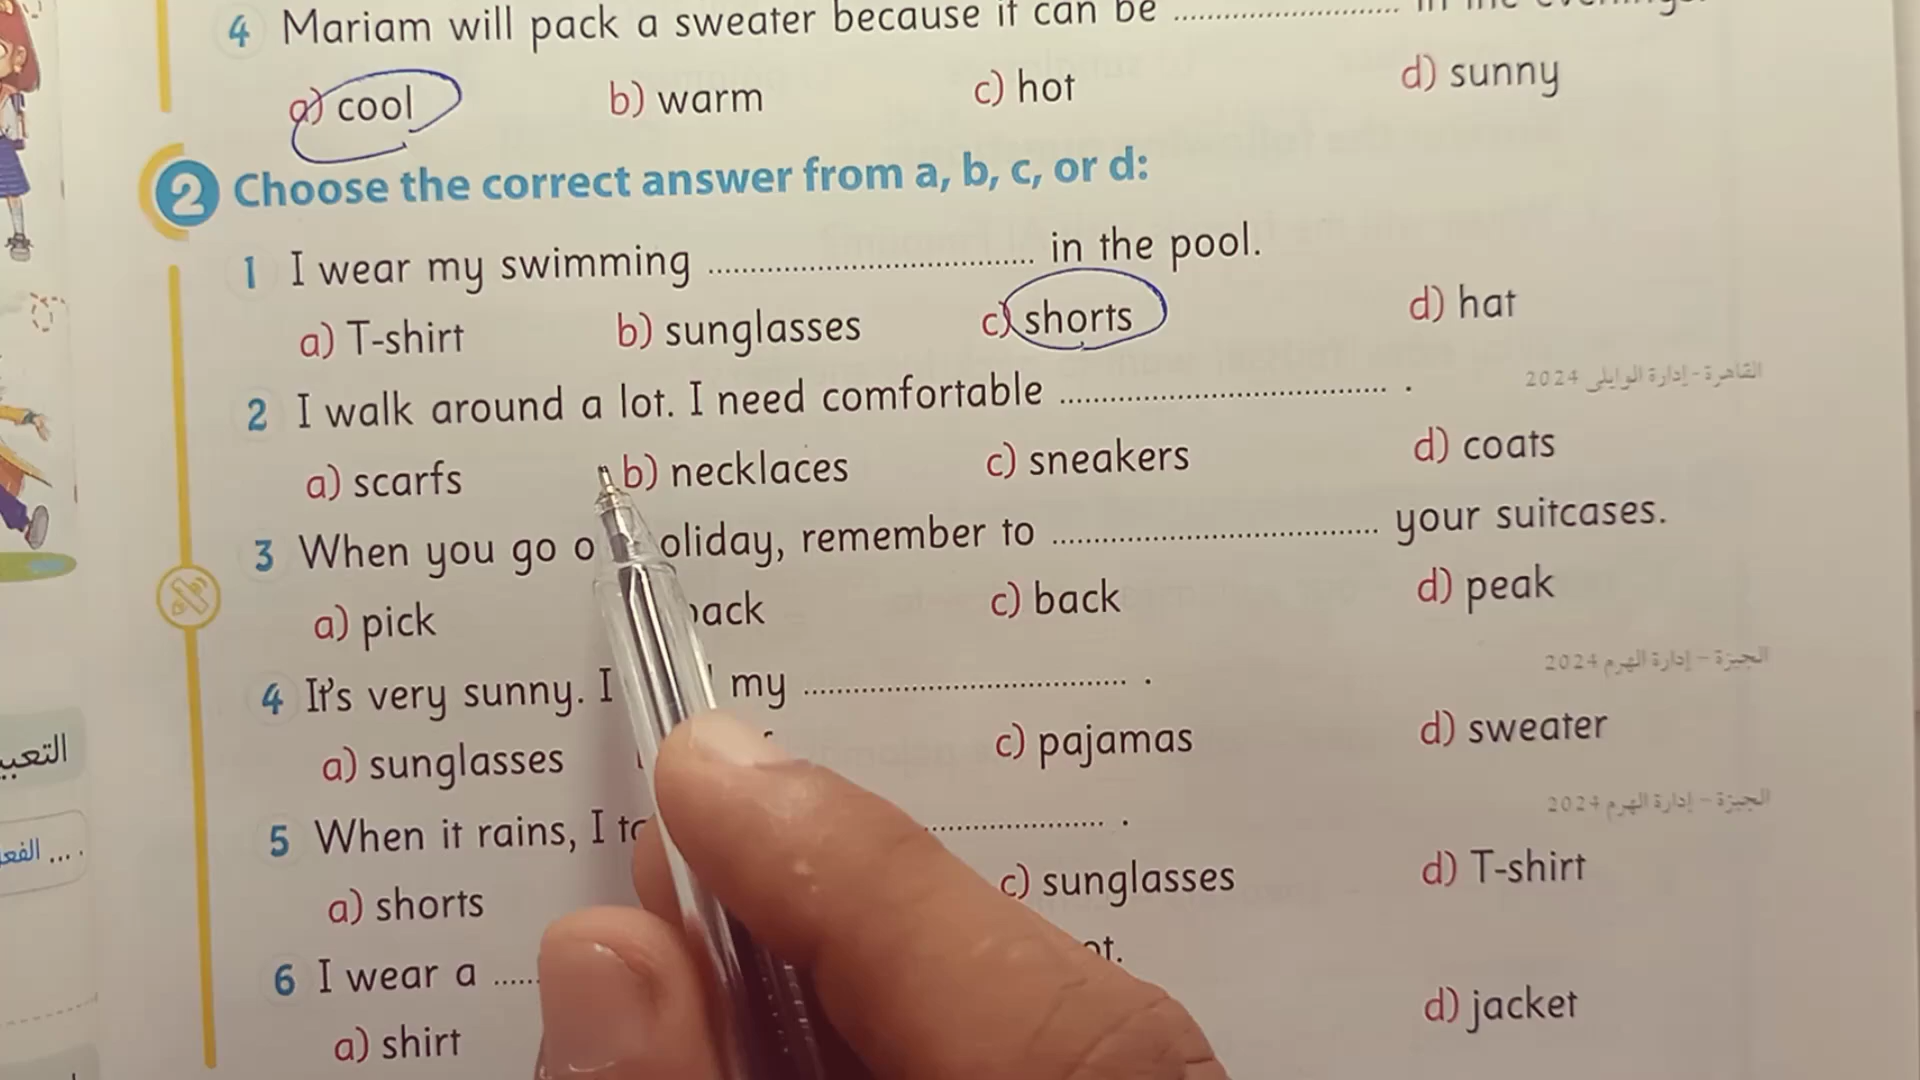 4 Mariam will pack a sweater because it can be ........................
a) cool b) warm c) hot d) sunny
2 Choose the correct answer from a, b, c, or d:
1 I wear my swimming ........................ in the pool.
a) T-shirt b) sunglasses c) shorts d) hat
2 I walk around a lot. I need comfortable ........................ .
القاهرة - إدارة الوايلى 2024
a) scarfs b) necklaces c) sneakers d) coats
3 When you go o oliday, remember to ........................ your suitcases.
a) pick ack c) back d) peak
الجيزة - إدارة الهرم 2024
4 It's very sunny. I my ........................ .
a) sunglasses c) pajamas d) sweater
الجيزة - إدارة الهرم 2024
5 When it rains, I ........................ .
a) shorts c) sunglasses d) T-shirt
6 I wear a ......
a) shirt d) jacket